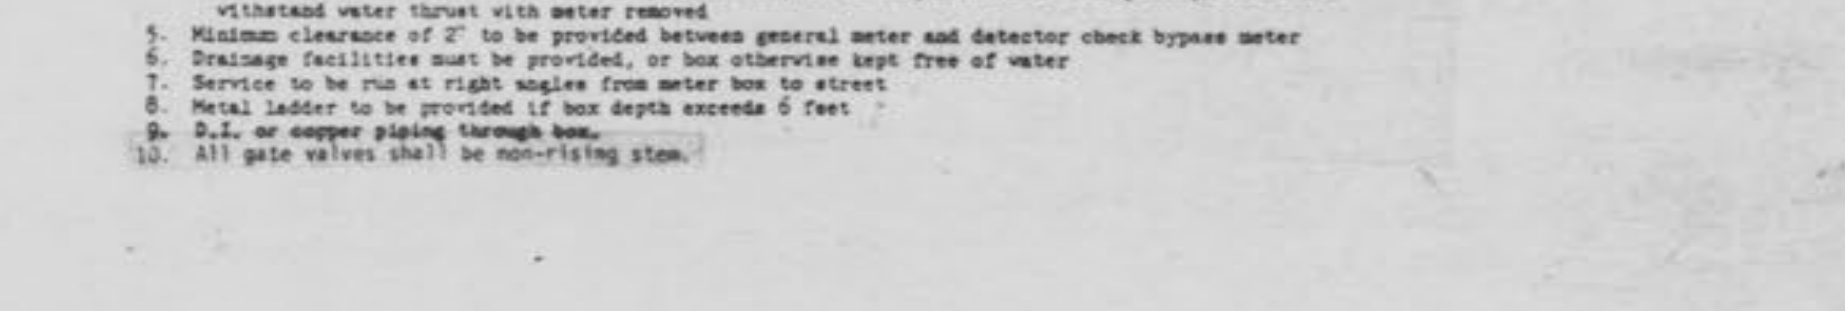 withstand water thrust with meter removed
5. Minimum clearance of 2" to be provided between general meter and detector check bypass meter
6. Drainage facilities must be provided, or box otherwise kept free of water
7. Service to be run at right angles from meter box to street
8. Metal ladder to be provided if box depth exceeds 6 feet
9. D.I. or copper piping through box.
10. All gate valves shall be non-rising stem.